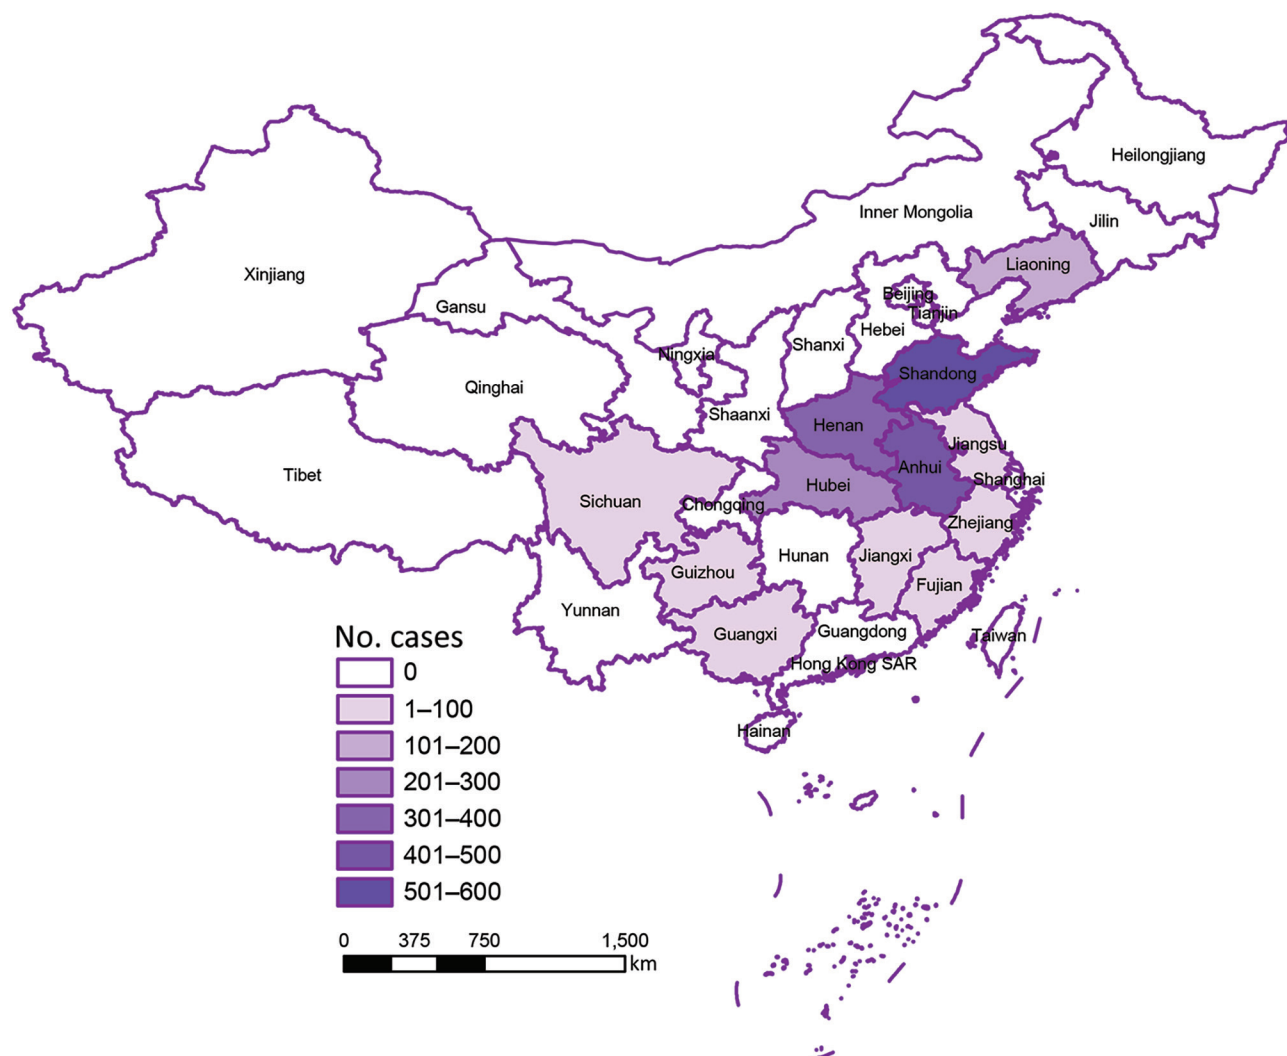 Heilongjiang
Inner Mongolia
Jilin
Xinjiang
Liaoning
Gansu
Beijing
Tianjin
Hebei
Shanxi
Ningxia
Shandong
Qinghai
Shaanxi
Henan
Jiangsu
Tibet
Anhui
Shanghai
Sichuan
Hubei
Chongqing
Zhejiang
Hunan
Jiangxi
Guizhou
Fujian
Yunnan
Guangxi
Guangdong
Taiwan
Hong Kong SAR
Hainan
No. cases
0
1–100
101–200
201–300
301–400
401–500
501–600
0 375 750 1,500
km